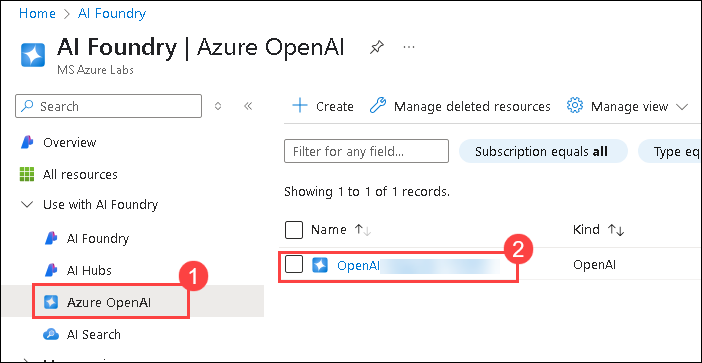 Home > AI Foundry >
AI Foundry | Azure OpenAI
MS Azure Labs
Search
Create
Manage deleted resources
Manage view
Overview
All resources
Use with AI Foundry
AI Foundry
AI Hubs
1
Azure OpenAI
AI Search
Filter for any field...
Subscription equals all
Type eq
Showing 1 to 1 of 1 records.
Name
Kind
2
OpenAI
OpenAI